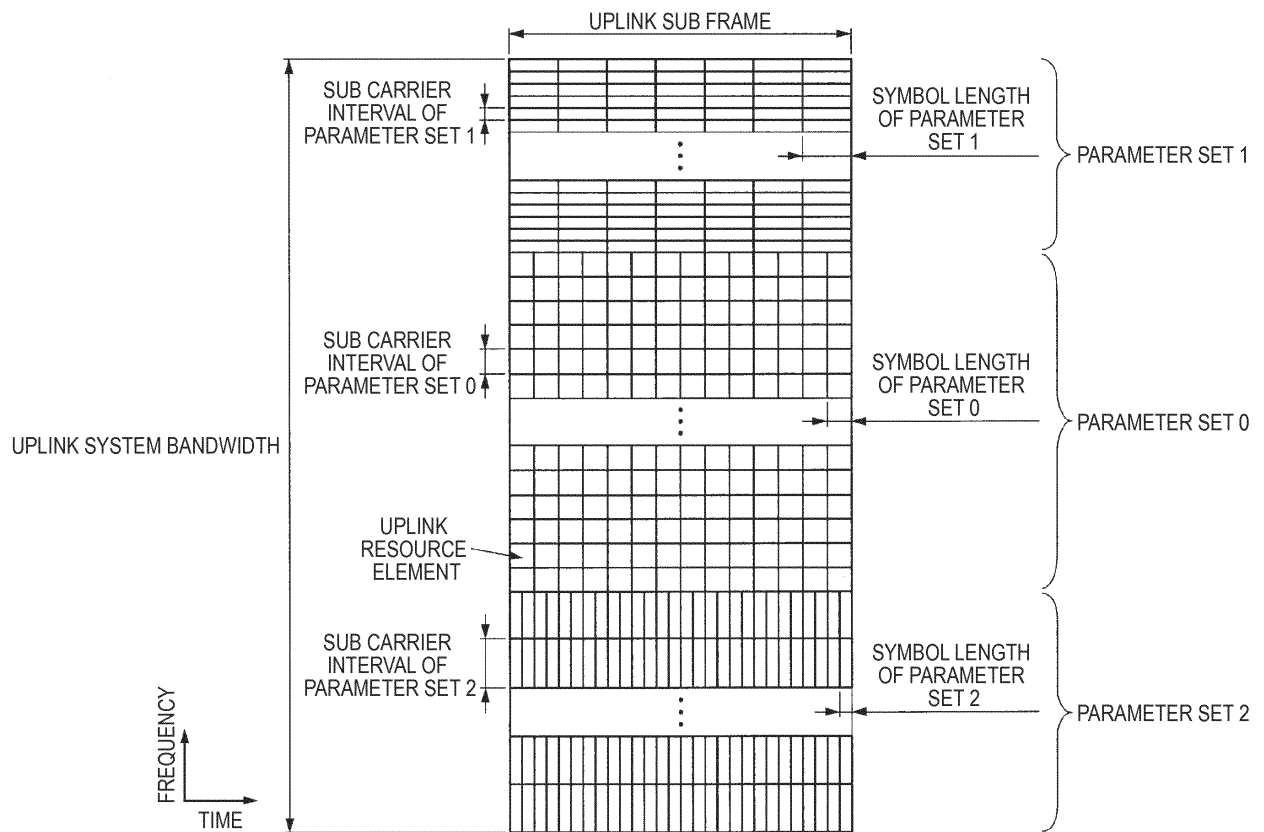 UPLINK SUB FRAME
SUB CARRIER
INTERVAL OF
PARAMETER SET 1
SYMBOL LENGTH
OF PARAMETER
SET 1
PARAMETER SET 1
SUB CARRIER
INTERVAL OF
PARAMETER SET 0
SYMBOL LENGTH
OF PARAMETER
SET 0
PARAMETER SET 0
UPLINK SYSTEM BANDWIDTH
UPLINK
RESOURCE
ELEMENT
SUB CARRIER
INTERVAL OF
PARAMETER SET 2
SYMBOL LENGTH
OF PARAMETER
SET 2
PARAMETER SET 2
FREQUENCY
TIME